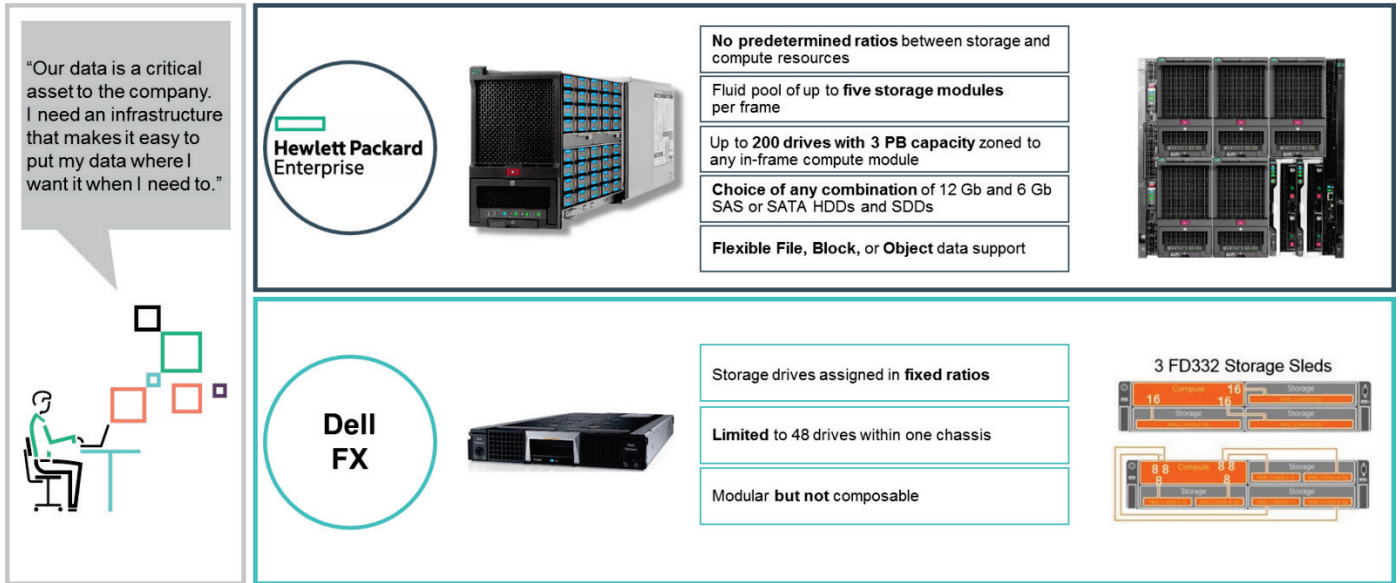 “Our data is a critical
asset to the company.
I need an infrastructure
that makes it easy to
put my data where I
want it when I need to.”
Hewlett Packard
Enterprise
No predetermined ratios between storage and
compute resources
Fluid pool of up to five storage modules
per frame
Up to 200 drives with 3 PB capacity zoned to
any in-frame compute module
Choice of any combination of 12 Gb and 6 Gb
SAS or SATA HDDs and SDDs
Flexible File, Block, or Object data support
Dell
FX
Storage drives assigned in fixed ratios
Limited to 48 drives within one chassis
Modular but not composable
3 FD332 Storage Sleds
Compute 16 Storage
16 16
Storage Storage
8 8 Compute 8 8 Storage
8 8
Storage Storage